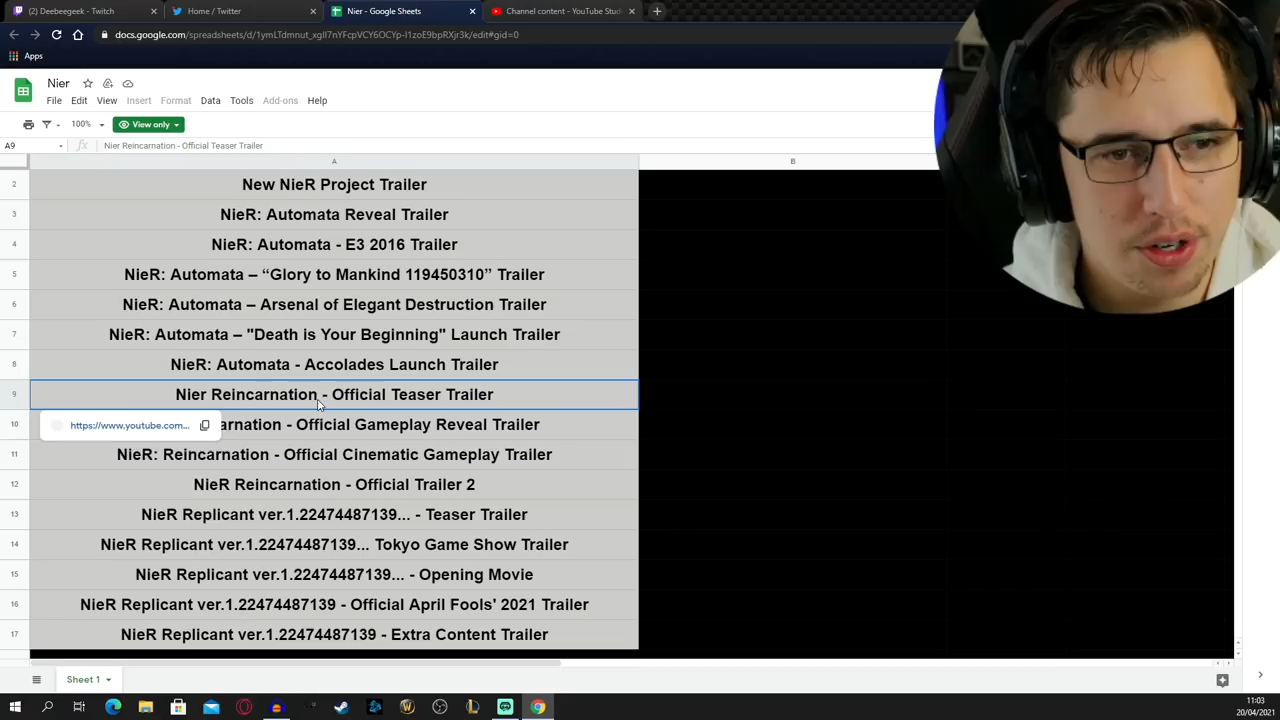 (2) Deebeegeek - Twitch
Home / Twitter
Nier - Google Sheets
Channel content - YouTube Stud
docs.google.com/spreadsheets/d/1ymLTdmnut_xgIl7nYFcpVCY6OCYp-l1zoE9bpRXjr3k/edit#gid=0
Apps
Nier
File Edit View Insert Format Data Tools Add-ons Help
100% View only
A9 fx Nier Reincarnation - Official Teaser Trailer
A B
2 New NieR Project Trailer
3 NieR: Automata Reveal Trailer
4 NieR: Automata - E3 2016 Trailer
5 NieR: Automata – “Glory to Mankind 119450310” Trailer
6 NieR: Automata – Arsenal of Elegant Destruction Trailer
7 NieR: Automata – "Death is Your Beginning" Launch Trailer
8 NieR: Automata - Accolades Launch Trailer
9 Nier Reincarnation - Official Teaser Trailer
10 arnation - Official Gameplay Reveal Trailer
https://www.youtube.com...
11 NieR: Reincarnation - Official Cinematic Gameplay Trailer
12 NieR Reincarnation - Official Trailer 2
13 NieR Replicant ver.1.22474487139... - Teaser Trailer
14 NieR Replicant ver.1.22474487139... Tokyo Game Show Trailer
15 NieR Replicant ver.1.22474487139... - Opening Movie
16 NieR Replicant ver.1.22474487139 - Official April Fools' 2021 Trailer
17 NieR Replicant ver.1.22474487139 - Extra Content Trailer
Sheet 1
11:03
20/04/2021